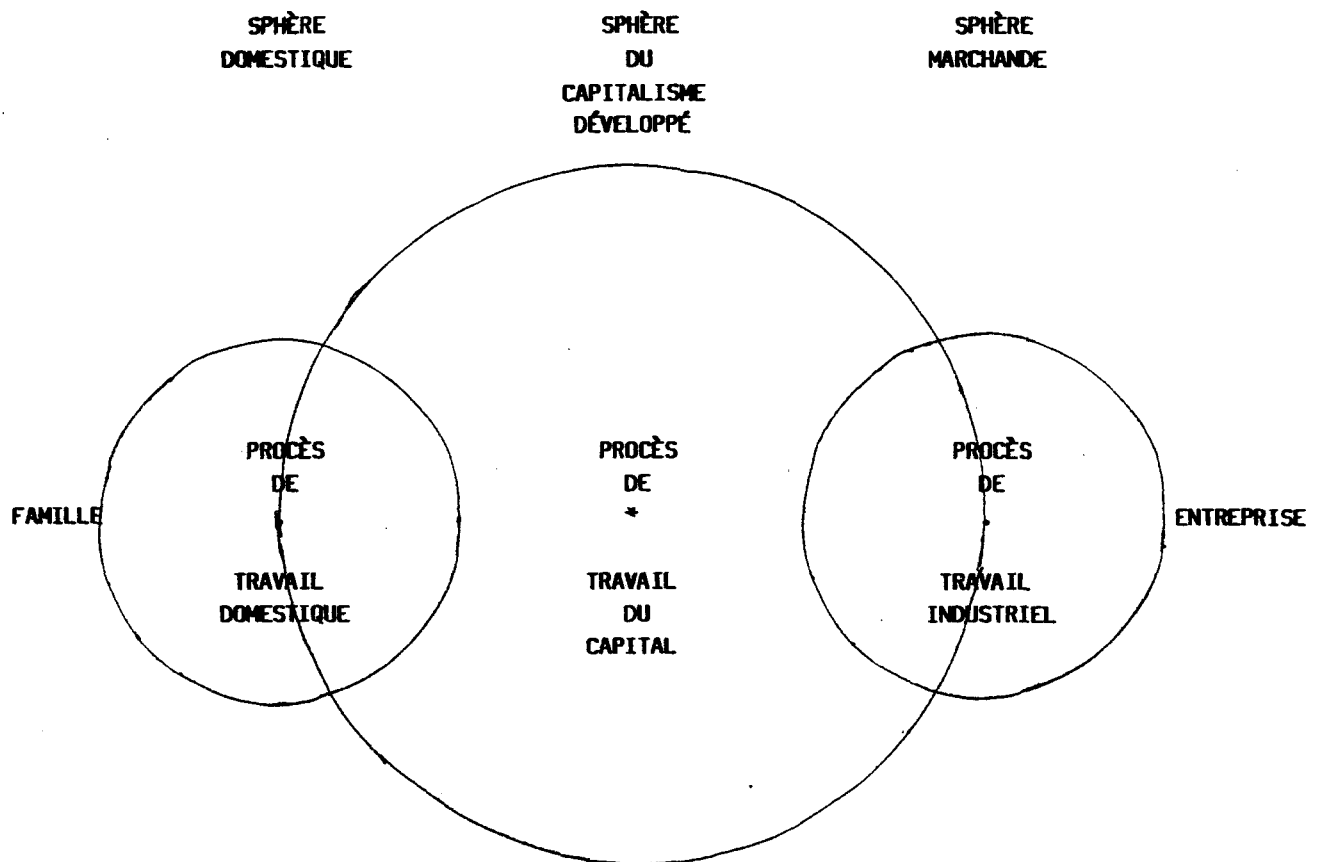 SPHÈRE
DOMESTIQUE
SPHÈRE
DU
CAPITALISME
DÉVELOPPÉ
SPHÈRE
MARCHANDE
FAMILLE
PROCÈS
DE
TRAVAIL
DOMESTIQUE
PROCÈS
DE
*
TRAVAIL
DU
CAPITAL
PROCÈS
DE
TRAVAIL
INDUSTRIEL
ENTREPRISE